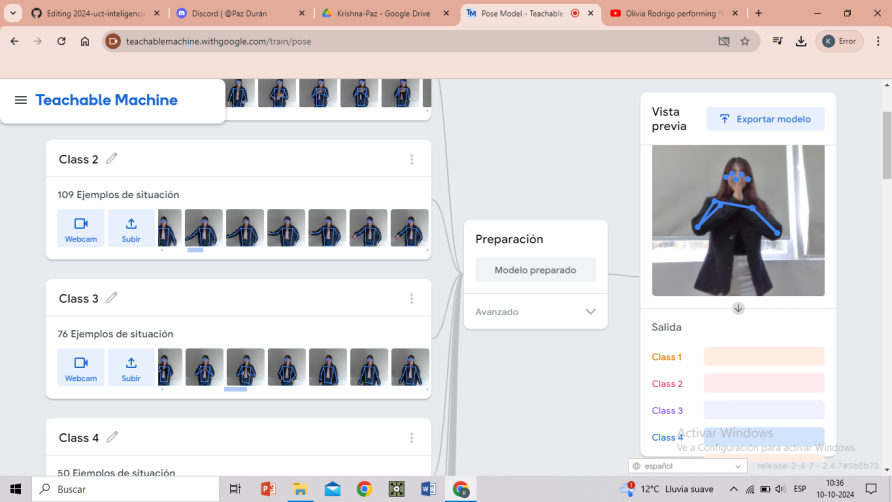 Editing 2024-uct-inteligencia
Discord | @Paz Durán
Krishna-Paz - Google Drive
Pose Model - Teachable
Olivia Rodrigo performing "
teachablemachine.withgoogle.com/train/pose
K
Error
Teachable Machine
Class 2
109 Ejemplos de situación
Webcam
Subir
Class 3
76 Ejemplos de situación
Webcam
Subir
Class 4
50 Ejemplos de situación
Preparación
Modelo preparado
Avanzado
Vista
previa
Exportar modelo
Salida
Class 1
Class 2
Class 3
Class 4
Activar Windows
Ve a Configuración para activar Windows.
español
release-2-4-7 - 2.4.7#5b5b73
Buscar
12°C Lluvia suave
ESP
10:36
10-10-2024